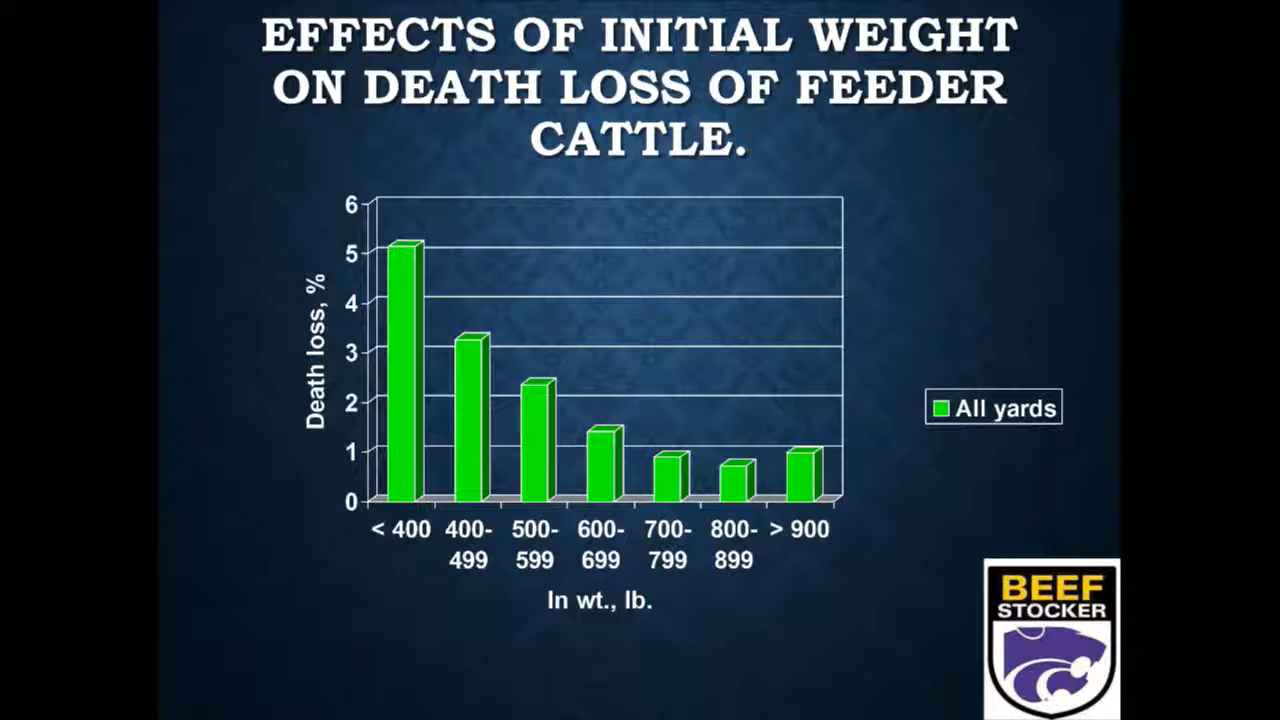 EFFECTS OF INITIAL WEIGHT
ON DEATH LOSS OF FEEDER
CATTLE.
6
5
4
3
2
1
0
Death loss, %
< 400
400-
499
500-
599
600-
699
700-
799
800-
899
> 900
In wt., lb.
All yards
BEEF
STOCKER